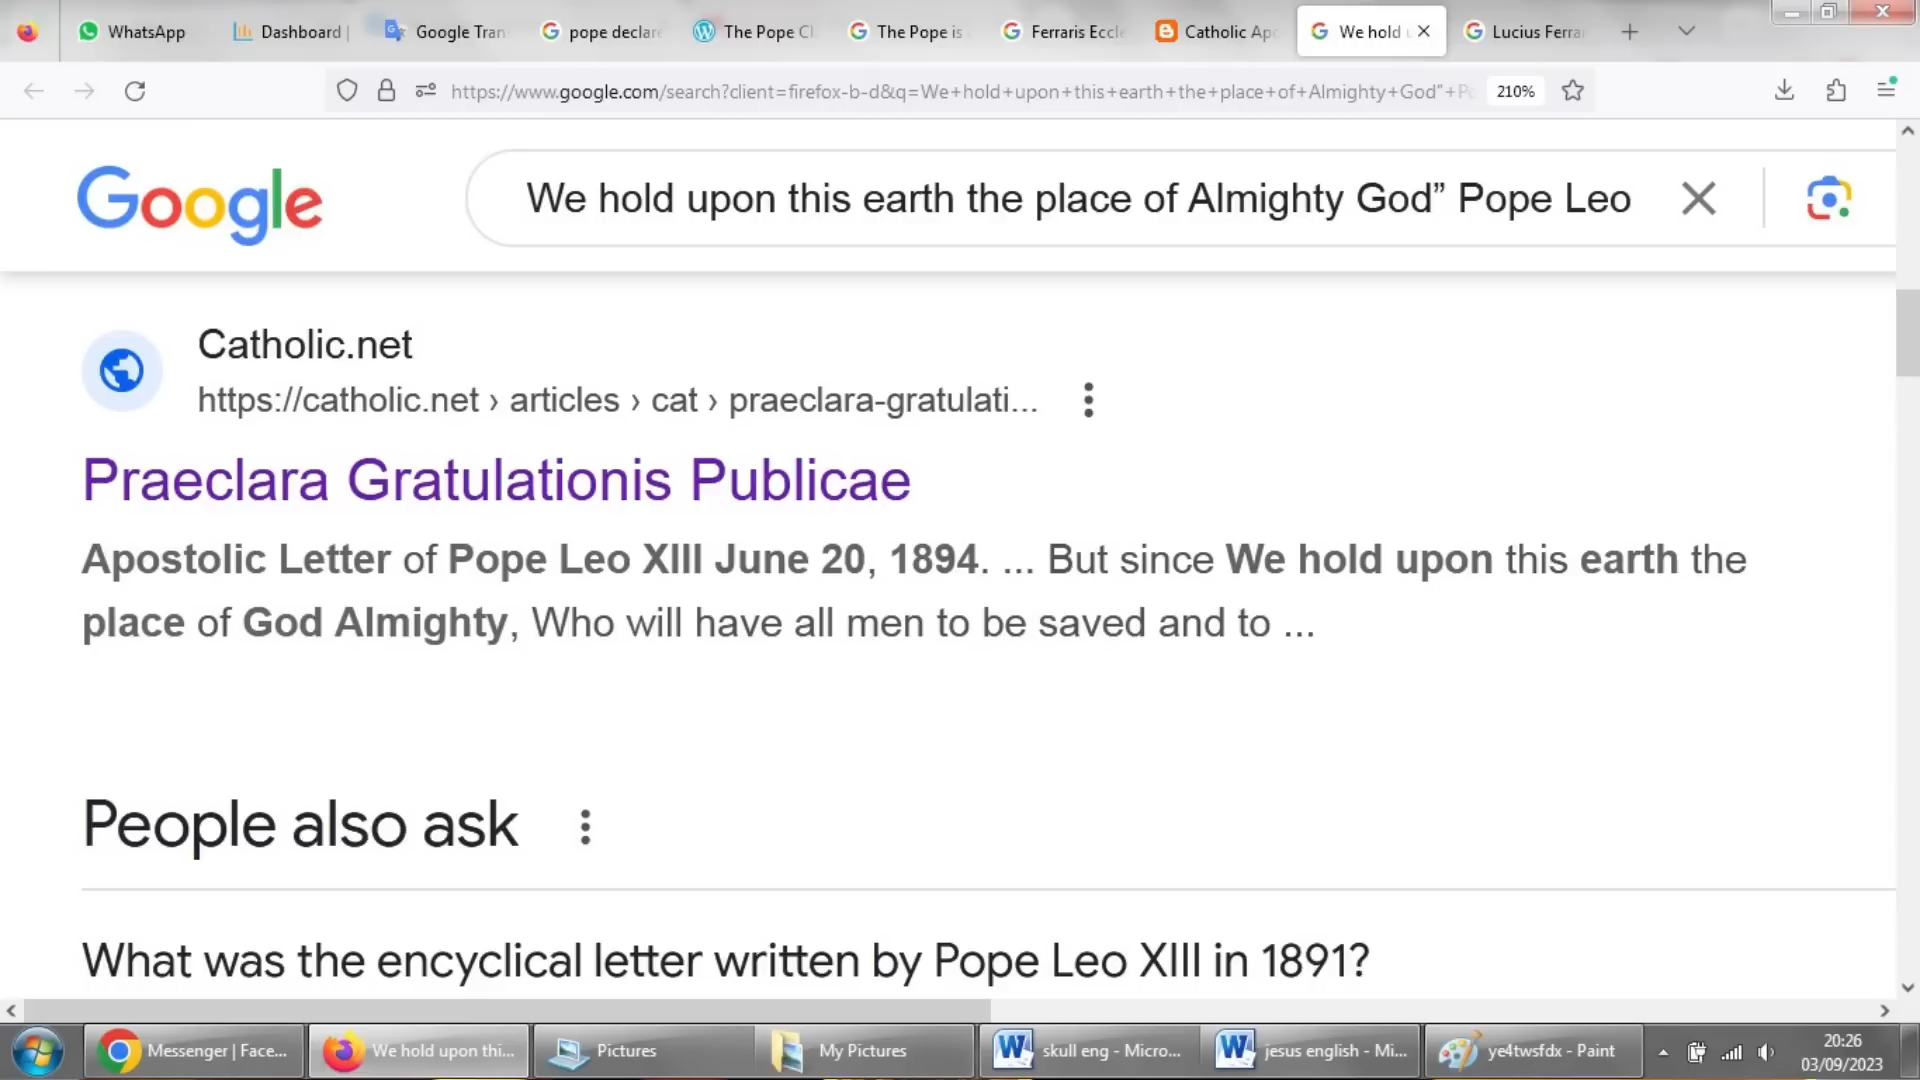 WhatsApp
Dashboard |
Google Tran
pope declare
The Pope Cl
The Pope is
Ferraris Eccle
Catholic Apo
We hold
Lucius Ferra
https://www.google.com/search?client=firefox-b-d&q=We+hold+upon+this+earth+the+place+of+Almighty+God"+Po
210%
Google
We hold upon this earth the place of Almighty God” Pope Leo
Catholic.net
https://catholic.net › articles › cat › praeclara-gratulati...
Praeclara Gratulationis Publicae
Apostolic Letter of Pope Leo XIII June 20, 1894. ... But since We hold upon this earth the
place of God Almighty, Who will have all men to be saved and to ...
People also ask
What was the encyclical letter written by Pope Leo XIII in 1891?
Messenger | Face...
We hold upon thi...
Pictures
My Pictures
skull eng - Micro...
jesus english - Mi...
ye4twsfdx - Paint
20:26
03/09/2023